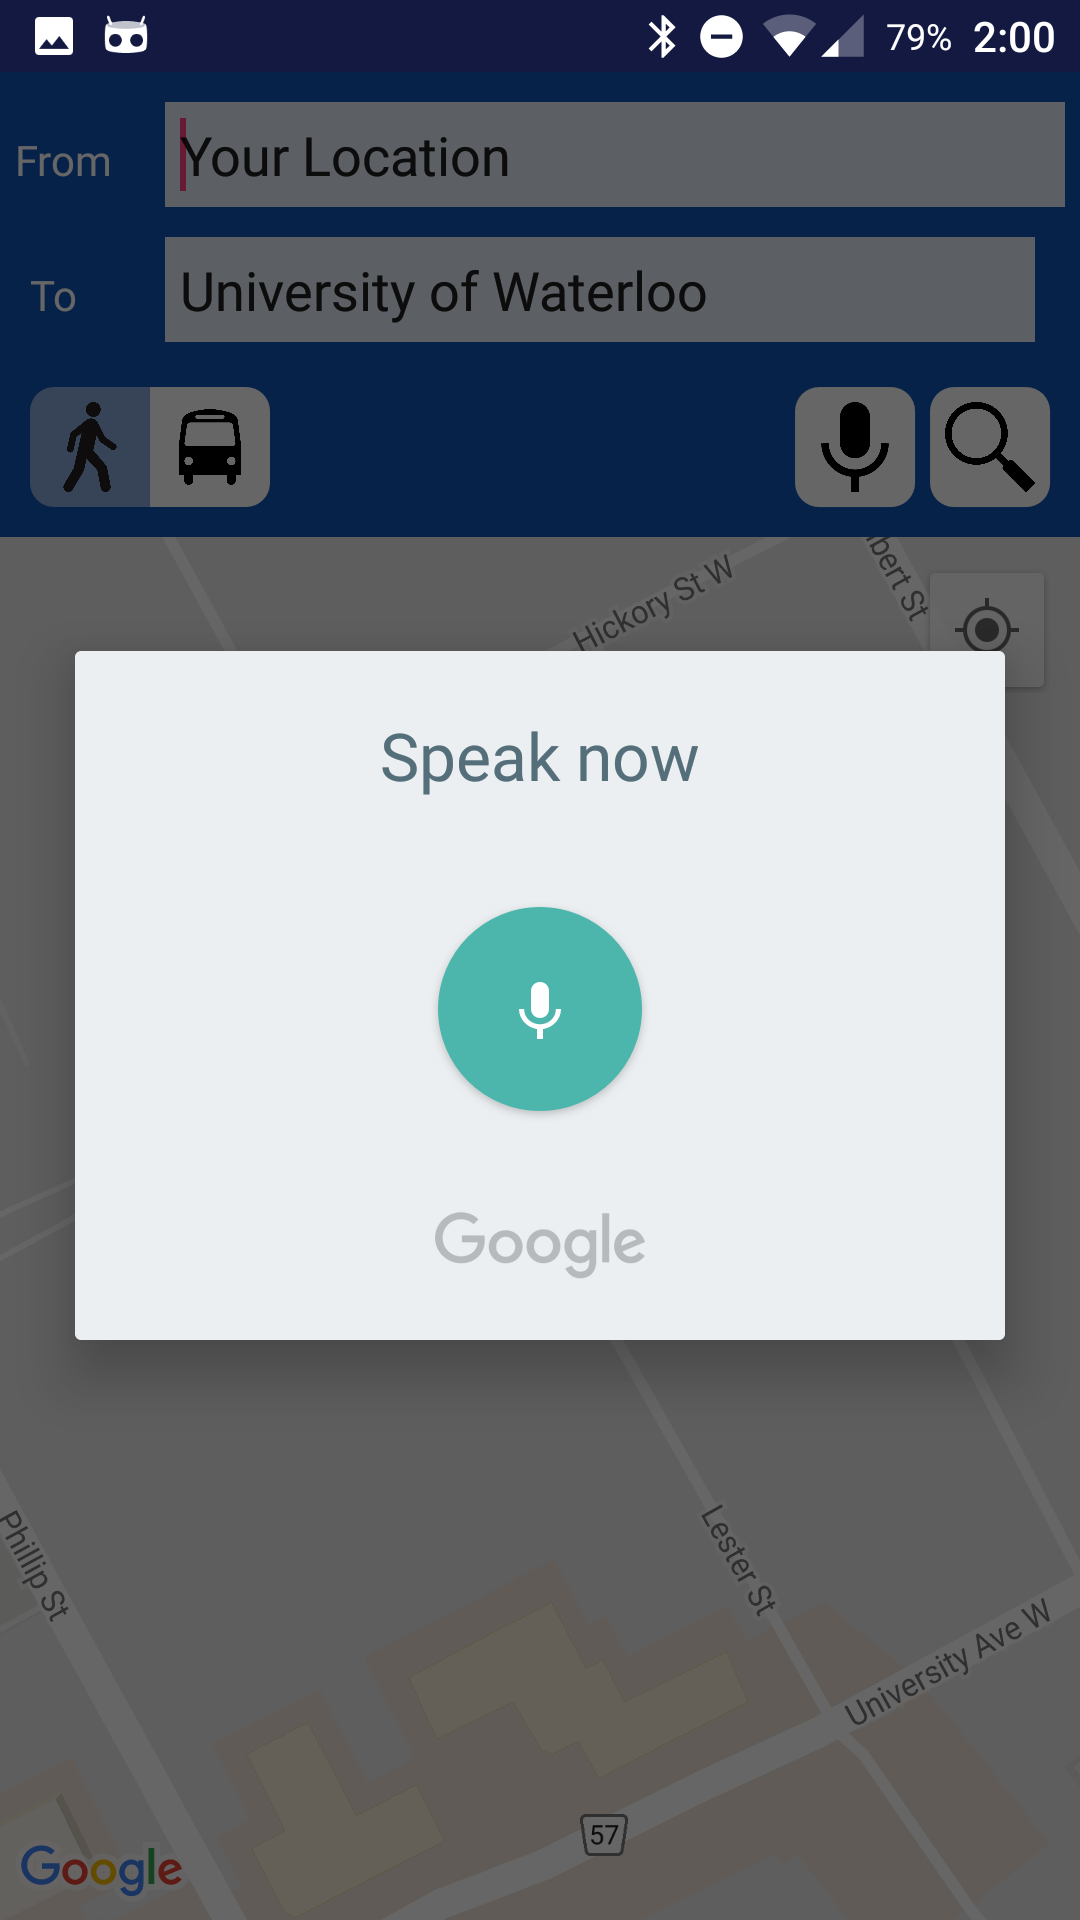 79% 2:00
From Your Location
To University of Waterloo
Hickory St W
bert St
Speak now
Google
Phillip St
Lester St
University Ave W
57
Google